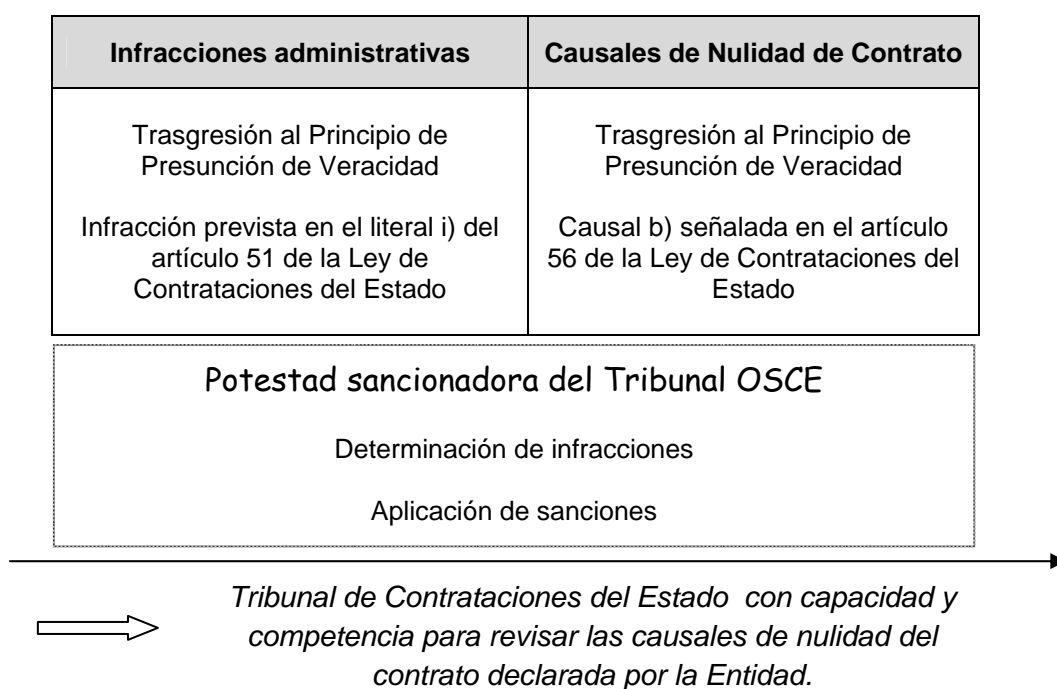 Infracciones administrativas
Causales de Nulidad de Contrato
Trasgresión al Principio de
Presunción de Veracidad
Infracción prevista en el literal i) del
artículo 51 de la Ley de
Contrataciones del Estado
Trasgresión al Principio de
Presunción de Veracidad
Causal b) señalada en el artículo
56 de la Ley de Contrataciones del
Estado
Potestad sancionadora del Tribunal OSCE
Determinación de infracciones
Aplicación de sanciones
Tribunal de Contrataciones del Estado con capacidad y
competencia para revisar las causales de nulidad del
contrato declarada por la Entidad.